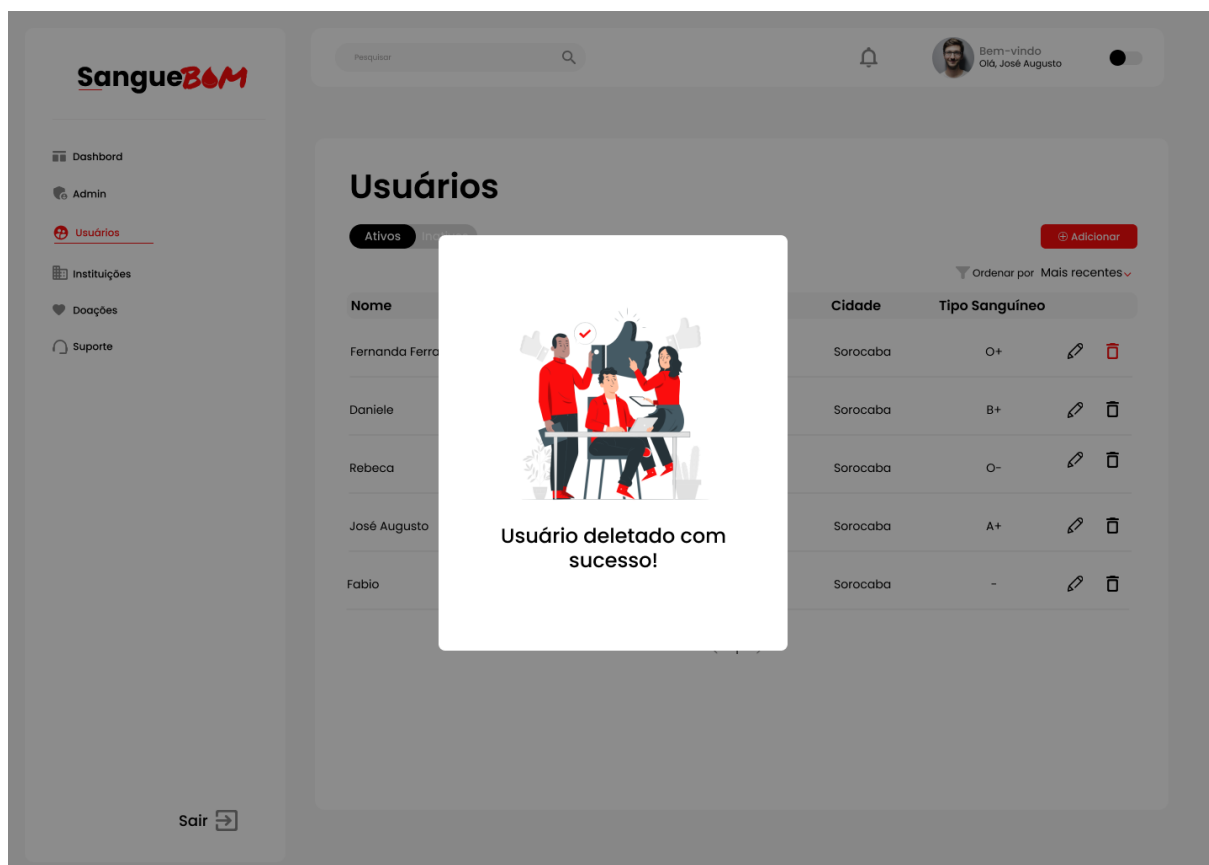 SangueBOM
Pesquisar
Bem-vindo
Olá, José Augusto
Dashbord
Admin
Usuários
Instituições
Doações
Suporte
Sair
Usuários
Ativos
Adicionar
Ordenar por Mais recentes
Nome Cidade Tipo Sanguíneo
Fernanda Ferro Sorocaba O+
Daniele Sorocaba B+
Rebeca Sorocaba O-
José Augusto Sorocaba A+
Fabio Sorocaba -
Usuário deletado com
sucesso!